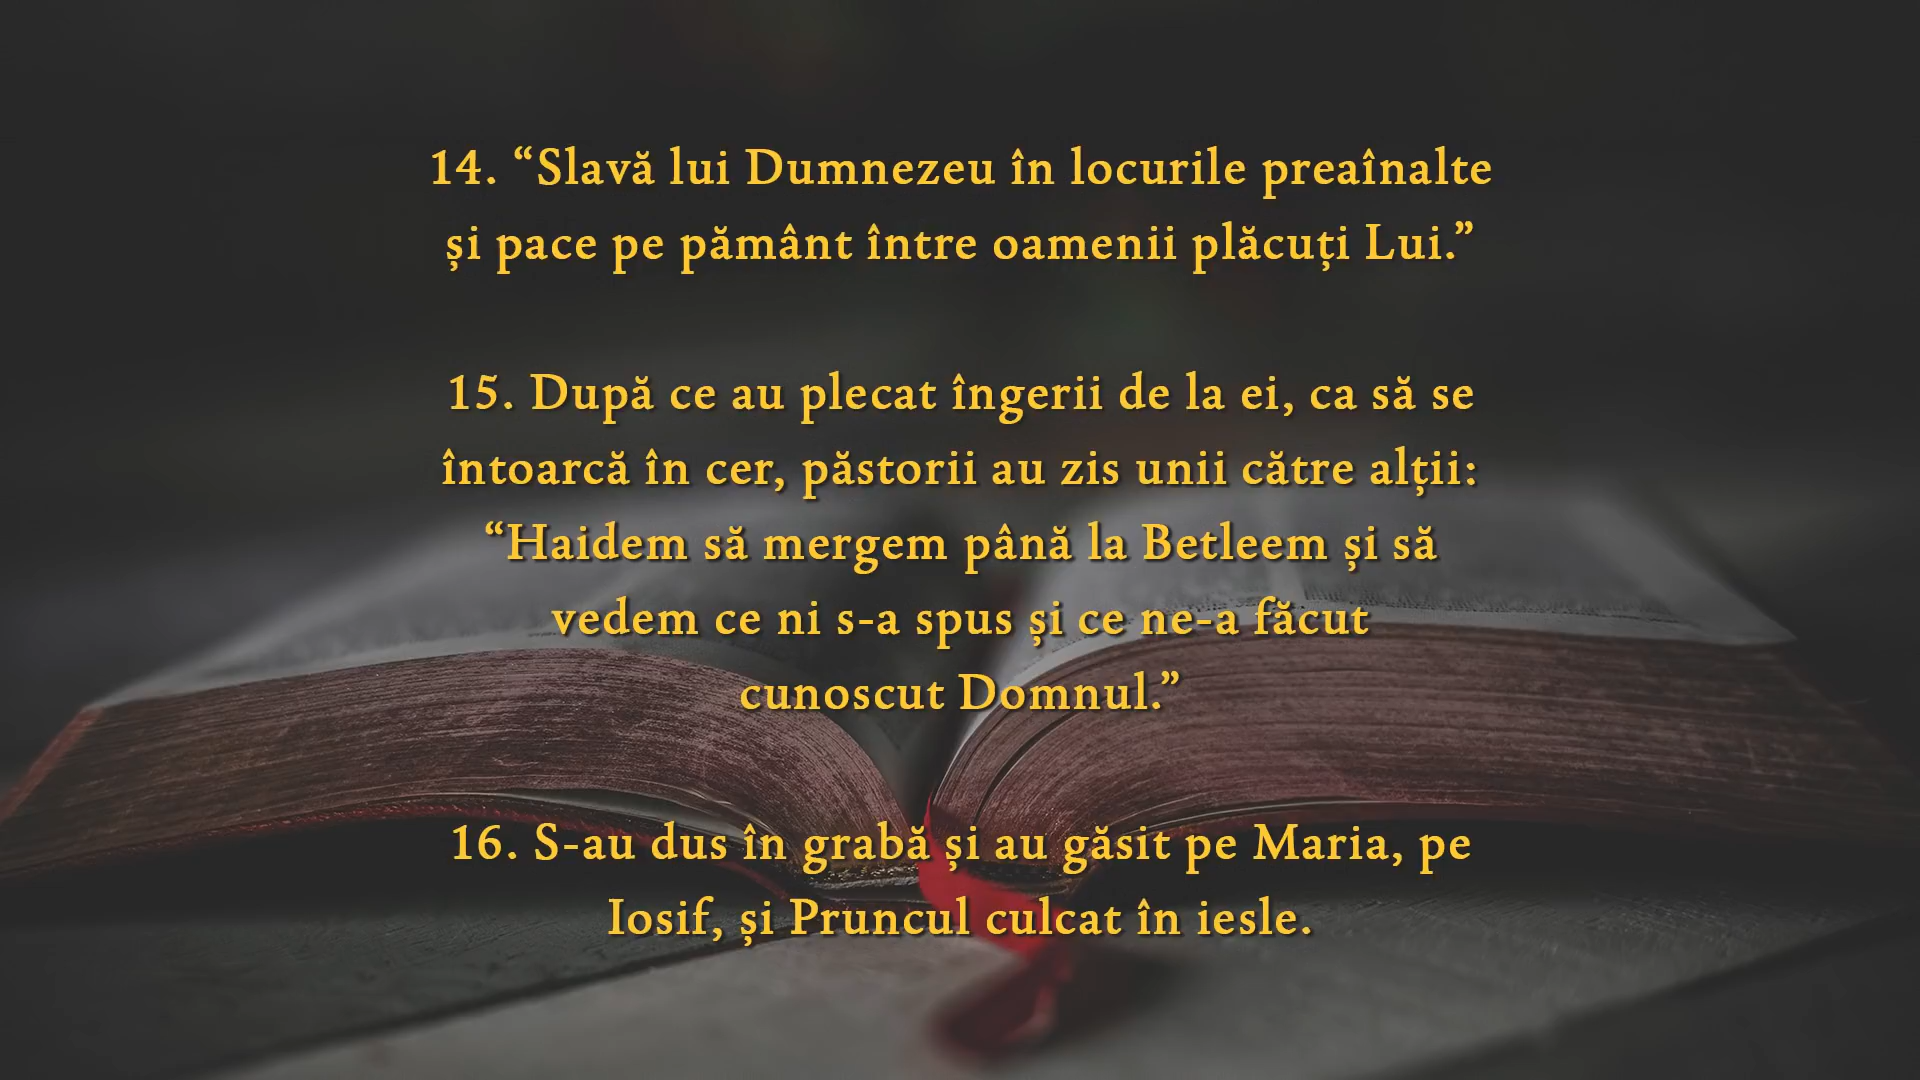 14. “Slavă lui Dumnezeu în locurile preaînalte
și pace pe pământ între oamenii plăcuți Lui.”
15. După ce au plecat îngerii de la ei, ca să se
întoarcă în cer, păstorii au zis unii către alții:
“Haidem să mergem până la Betleem și să
vedem ce ni s-a spus și ce ne-a făcut
cunoscut Domnul.”
16. S-au dus în grabă și au găsit pe Maria, pe
Iosif, și Pruncul culcat în iesle.